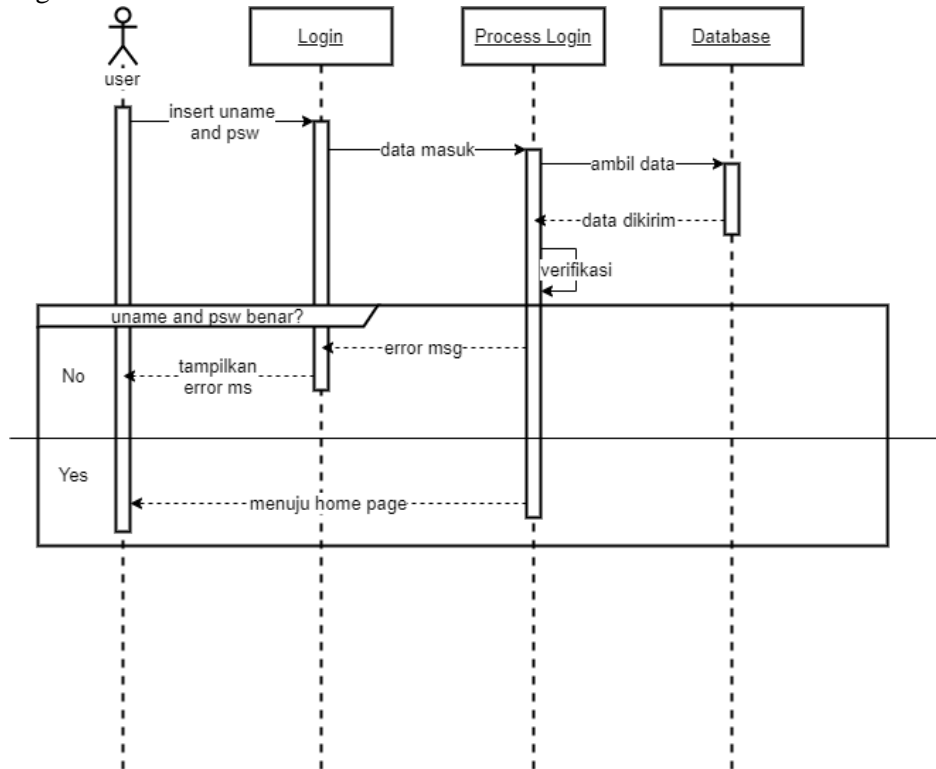 user
Login
Process Login
Database
insert uname
and psw
data masuk
ambil data
data dikirim
verifikasi
uname and psw benar?
error msg
No
tampilkan
error ms
Yes
menuju home page